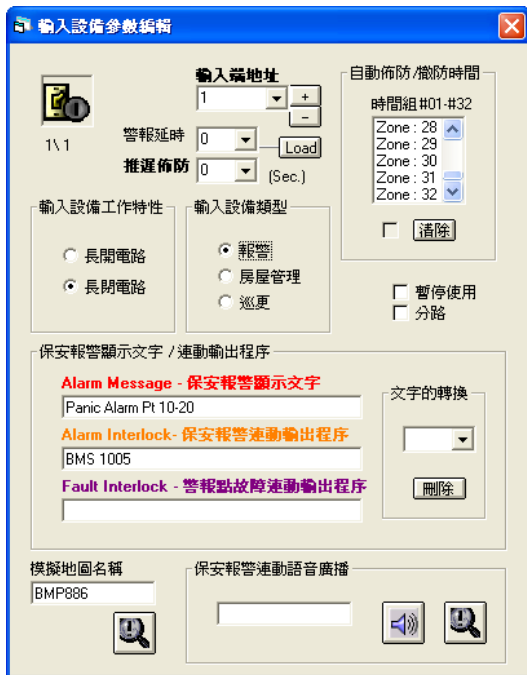 輸入設備參數編輯
輸入端地址
1
+
-
1\ 1
警報延時
0
Load
推遲佈防
0
(Sec.)
自動佈防/撤防時間
時間組#01-#32
Zone : 28
Zone : 29
Zone : 30
Zone : 31
Zone : 32
清除
輸入設備工作特性
長開電路
長閉電路
輸入設備類型
報警
房屋管理
巡更
暫停使用
分路
保安報警顯示文字 / 連動輸出程序
Alarm Message - 保安報警顯示文字
Panic Alarm Pt 10-20
Alarm Interlock- 保安報警連動輸出程序
BMS 1005
Fault Interlock - 警報點故障連動輸出程序
文字的轉換
刪除
模擬地圖名稱
BMP886
保安報警連動語音廣播